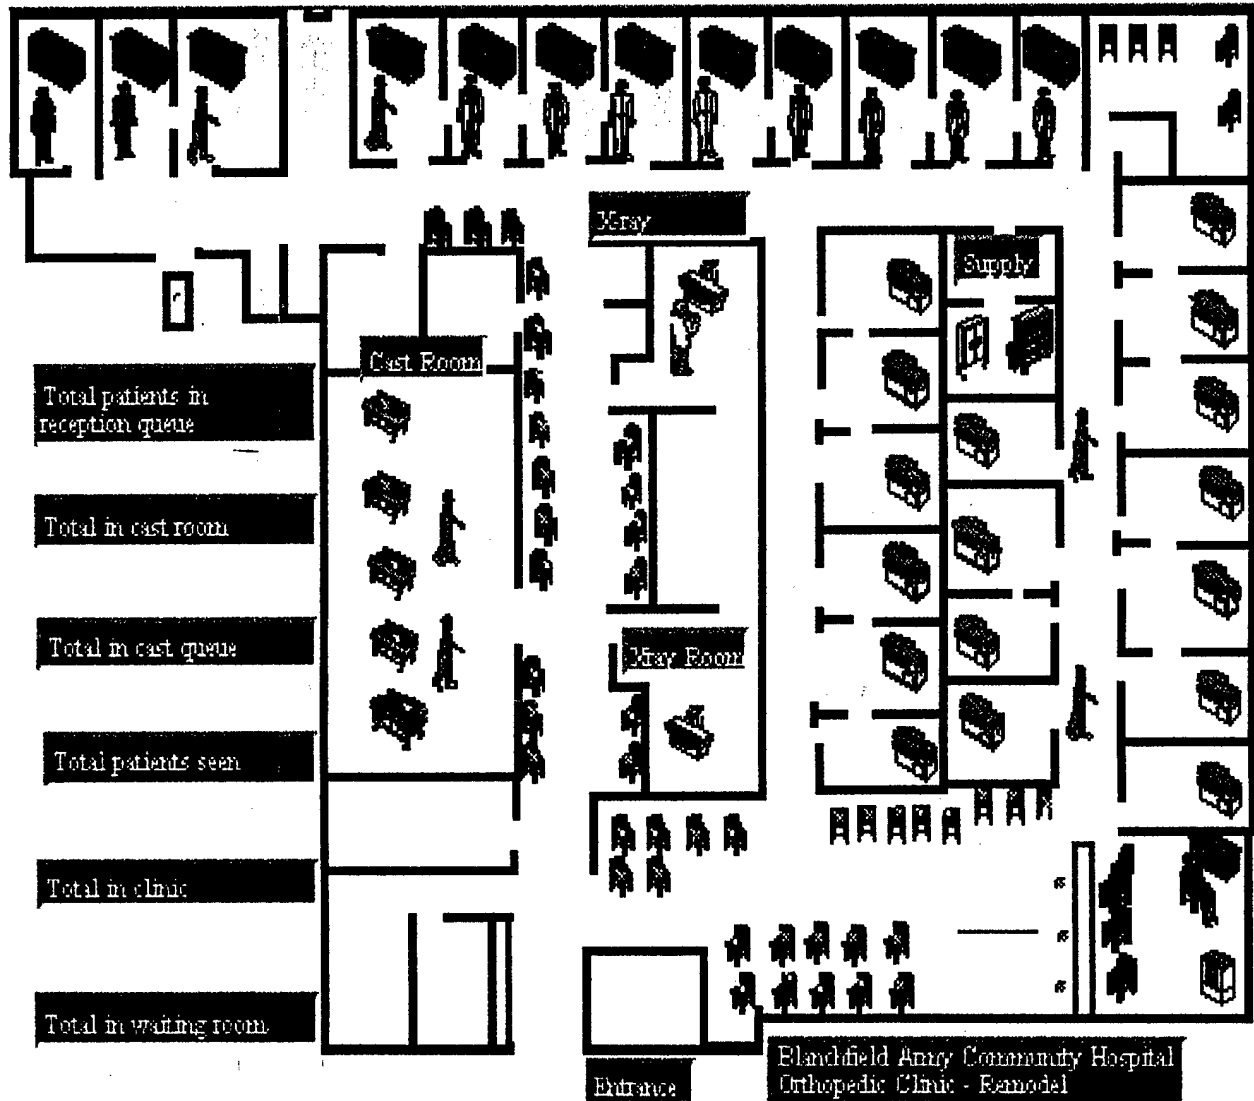 X-ray
Supply
Cast Room
Total patients in
reception queue
Total in cast room
Total in cast queue
Xray Room
Total patients seen
Total in clinic
Total in waiting room
Entrance
Blanchfield Army Community Hospital
Orthopedic Clinic - Remodel